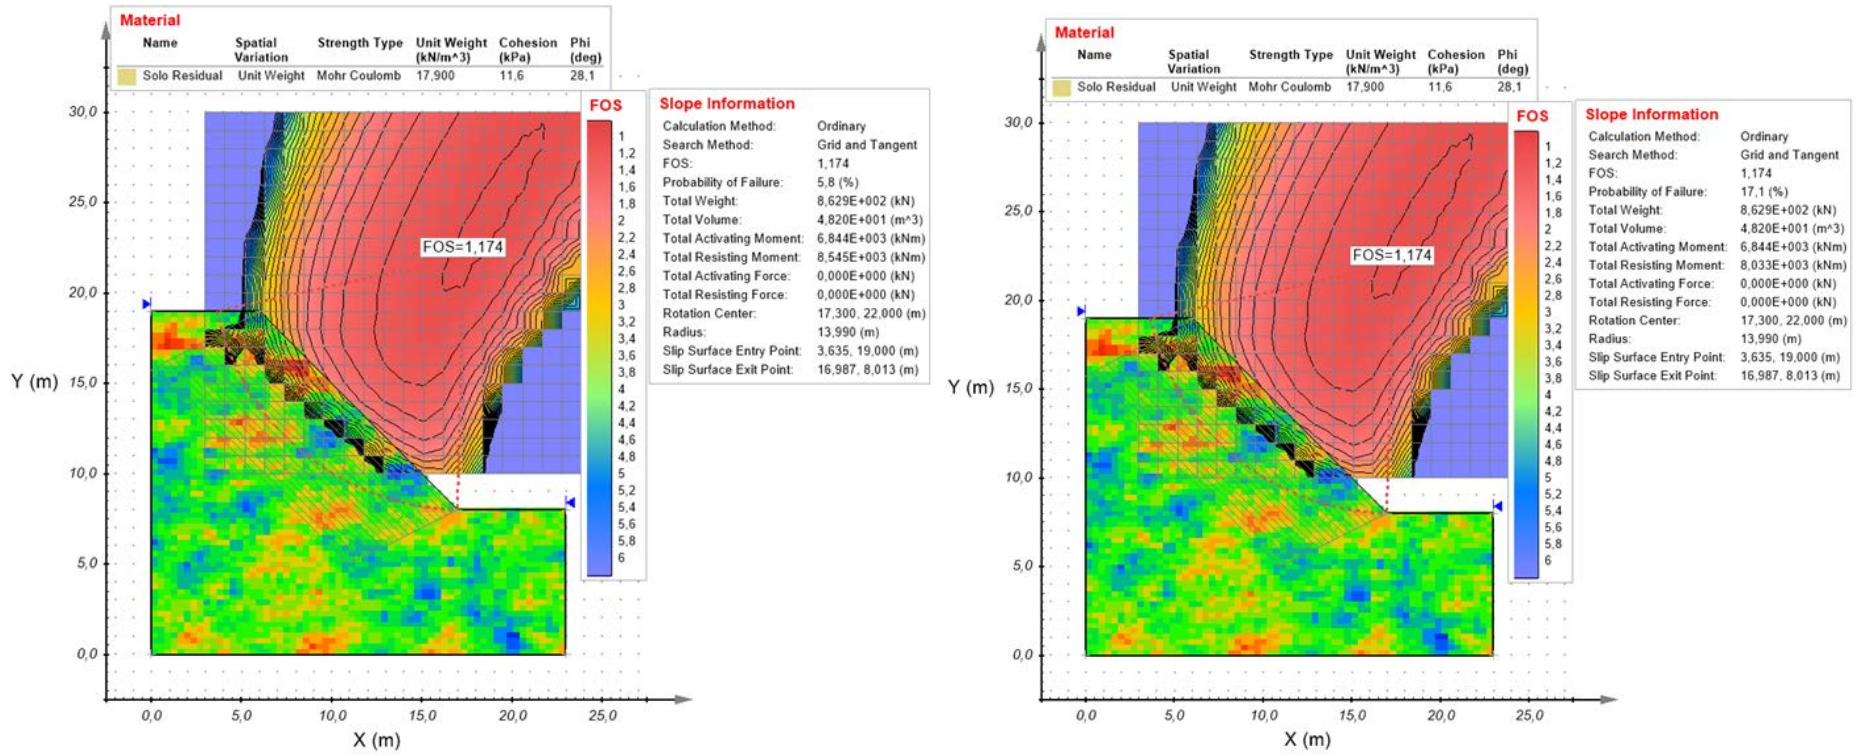 Material
Name Spatial Variation Strength Type Unit Weight (kN/m^3) Cohesion (kPa) Phi (deg)
Solo Residual Unit Weight Mohr Coulomb 17,900 11,6 28,1
FOS
1
1,2
1,4
1,6
1,8
2
2,2
2,4
2,6
2,8
3
3,2
3,4
3,6
3,8
4
4,2
4,4
4,6
4,8
5
5,2
5,4
5,6
5,8
6
Slope Information
Calculation Method: Ordinary
Search Method: Grid and Tangent
FOS: 1,174
Probability of Failure: 5,8 (%)
Total Weight: 8,629E+002 (kN)
Total Volume: 4,820E+001 (m^3)
Total Activating Moment: 6,844E+003 (kNm)
Total Resisting Moment: 8,545E+003 (kNm)
Total Activating Force: 0,000E+000 (kN)
Total Resisting Force: 0,000E+000 (kN)
Rotation Center: 17,300, 22,000 (m)
Radius: 13,990 (m)
Slip Surface Entry Point: 3,635, 19,000 (m)
Slip Surface Exit Point: 16,987, 8,013 (m)
FOS=1,174
30,0
25,0
20,0
15,0
10,0
5,0
0,0
Y (m)
0,0 5,0 10,0 15,0 20,0 25,0
X (m)
Material
Name Spatial Variation Strength Type Unit Weight (kN/m^3) Cohesion (kPa) Phi (deg)
Solo Residual Unit Weight Mohr Coulomb 17,900 11,6 28,1
FOS
1
1,2
1,4
1,6
1,8
2
2,2
2,4
2,6
2,8
3
3,2
3,4
3,6
3,8
4
4,2
4,4
4,6
4,8
5
5,2
5,4
5,6
5,8
6
Slope Information
Calculation Method: Ordinary
Search Method: Grid and Tangent
FOS: 1,174
Probability of Failure: 17,1 (%)
Total Weight: 8,629E+002 (kN)
Total Volume: 4,820E+001 (m^3)
Total Activating Moment: 6,844E+003 (kNm)
Total Resisting Moment: 8,033E+003 (kNm)
Total Activating Force: 0,000E+000 (kN)
Total Resisting Force: 0,000E+000 (kN)
Rotation Center: 17,300, 22,000 (m)
Radius: 13,990 (m)
Slip Surface Entry Point: 3,635, 19,000 (m)
Slip Surface Exit Point: 16,987, 8,013 (m)
FOS=1,174
30,0
25,0
20,0
15,0
10,0
5,0
0,0
Y (m)
0,0 5,0 10,0 15,0 20,0 25,0
X (m)